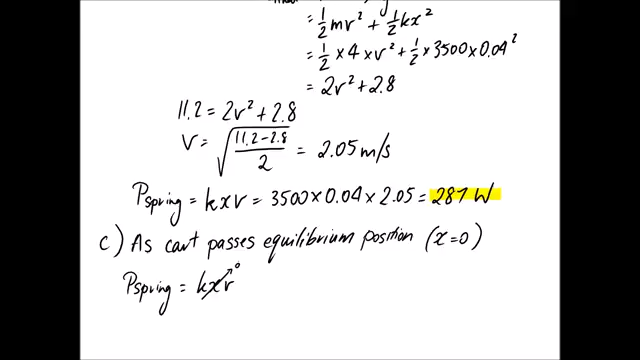 = 1/2 mv² + 1/2 kx²
= 1/2 × 4 × v² + 1/2 × 3500 × 0.04²
= 2v² + 2.8
11.2 = 2v² + 2.8
V = √((11.2 - 2.8)/2) = 2.05 m/s
Pspring = kxv = 3500 × 0.04 × 2.05 = 287 W
c) As cart passes equilibrium position (x=0)
Pspring = kxv 0